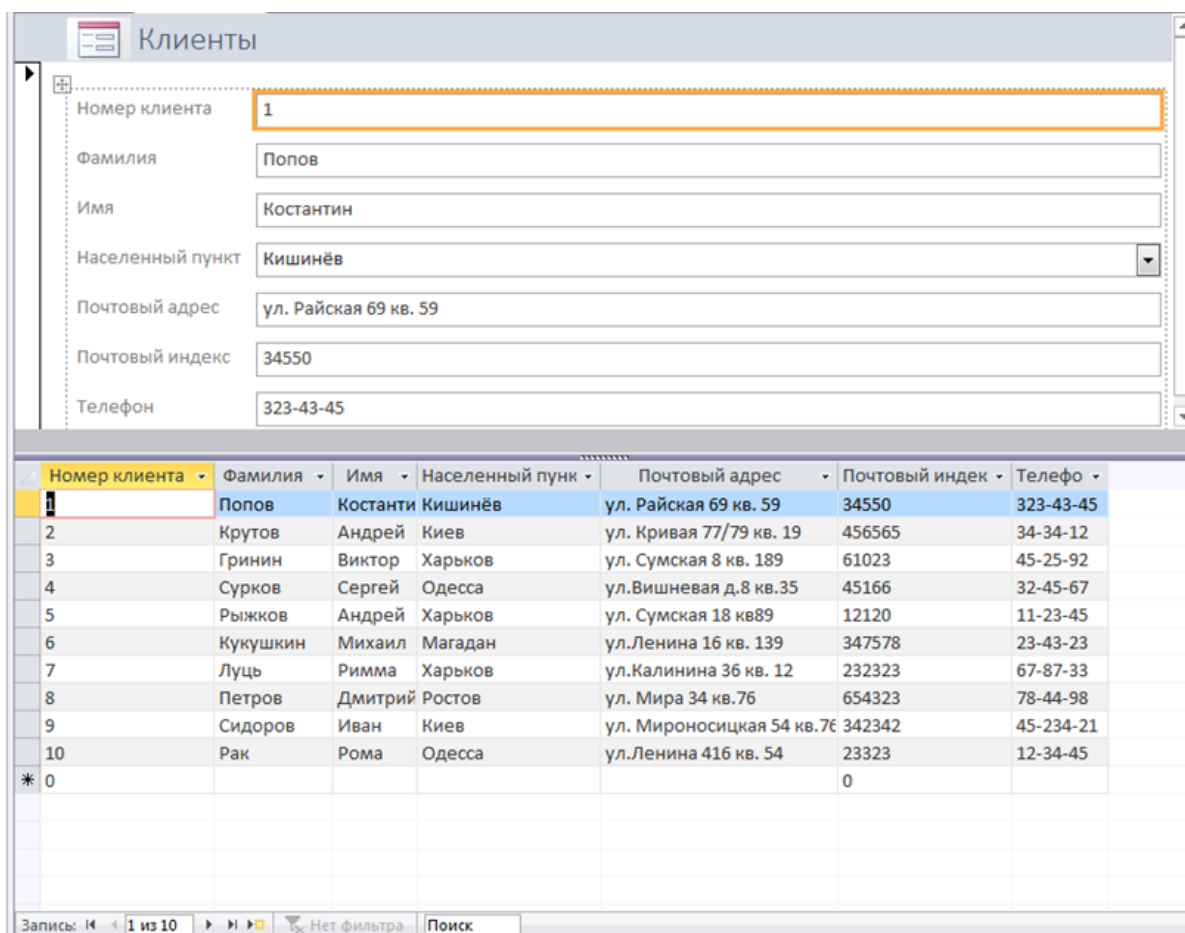 Клиенты
Номер клиента 1
Фамилия Попов
Имя Костантин
Населенный пункт Кишинёв
Почтовый адрес ул. Райская 69 кв. 59
Почтовый индекс 34550
Телефон 323-43-45
Номер клиента Фамилия Имя Населенный пунк Почтовый адрес Почтовый индек Телефо
1 Попов Костанти Кишинёв ул. Райская 69 кв. 59 34550 323-43-45
2 Крутов Андрей Киев ул. Кривая 77/79 кв. 19 456565 34-34-12
3 Гринин Виктор Харьков ул. Сумская 8 кв. 189 61023 45-25-92
4 Сурков Сергей Одесса ул.Вишневая д.8 кв.35 45166 32-45-67
5 Рыжков Андрей Харьков ул. Сумская 18 кв89 12120 11-23-45
6 Кукушкин Михаил Магадан ул.Ленина 16 кв. 139 347578 23-43-23
7 Луць Римма Харьков ул.Калинина 36 кв. 12 232323 67-87-33
8 Петров Дмитрий Ростов ул. Мира 34 кв.76 654323 78-44-98
9 Сидоров Иван Киев ул. Мироносицкая 54 кв.76 342342 45-234-21
10 Рак Рома Одесса ул.Ленина 416 кв. 54 23323 12-34-45
0 0
Запись: 1 из 10 Нет фильтра Поиск